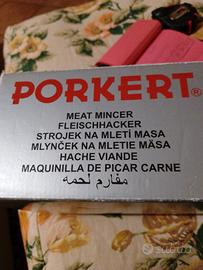 PORKERT®
MEAT MINCER
FLEISCHHACKER
STROJEK NA MLETÍ MASA
MLYNČEK NA MLETIE MÄSA
HACHE VIANDE
MAQUINILLA DE PICAR CARNE
مفارم لحمه
subito